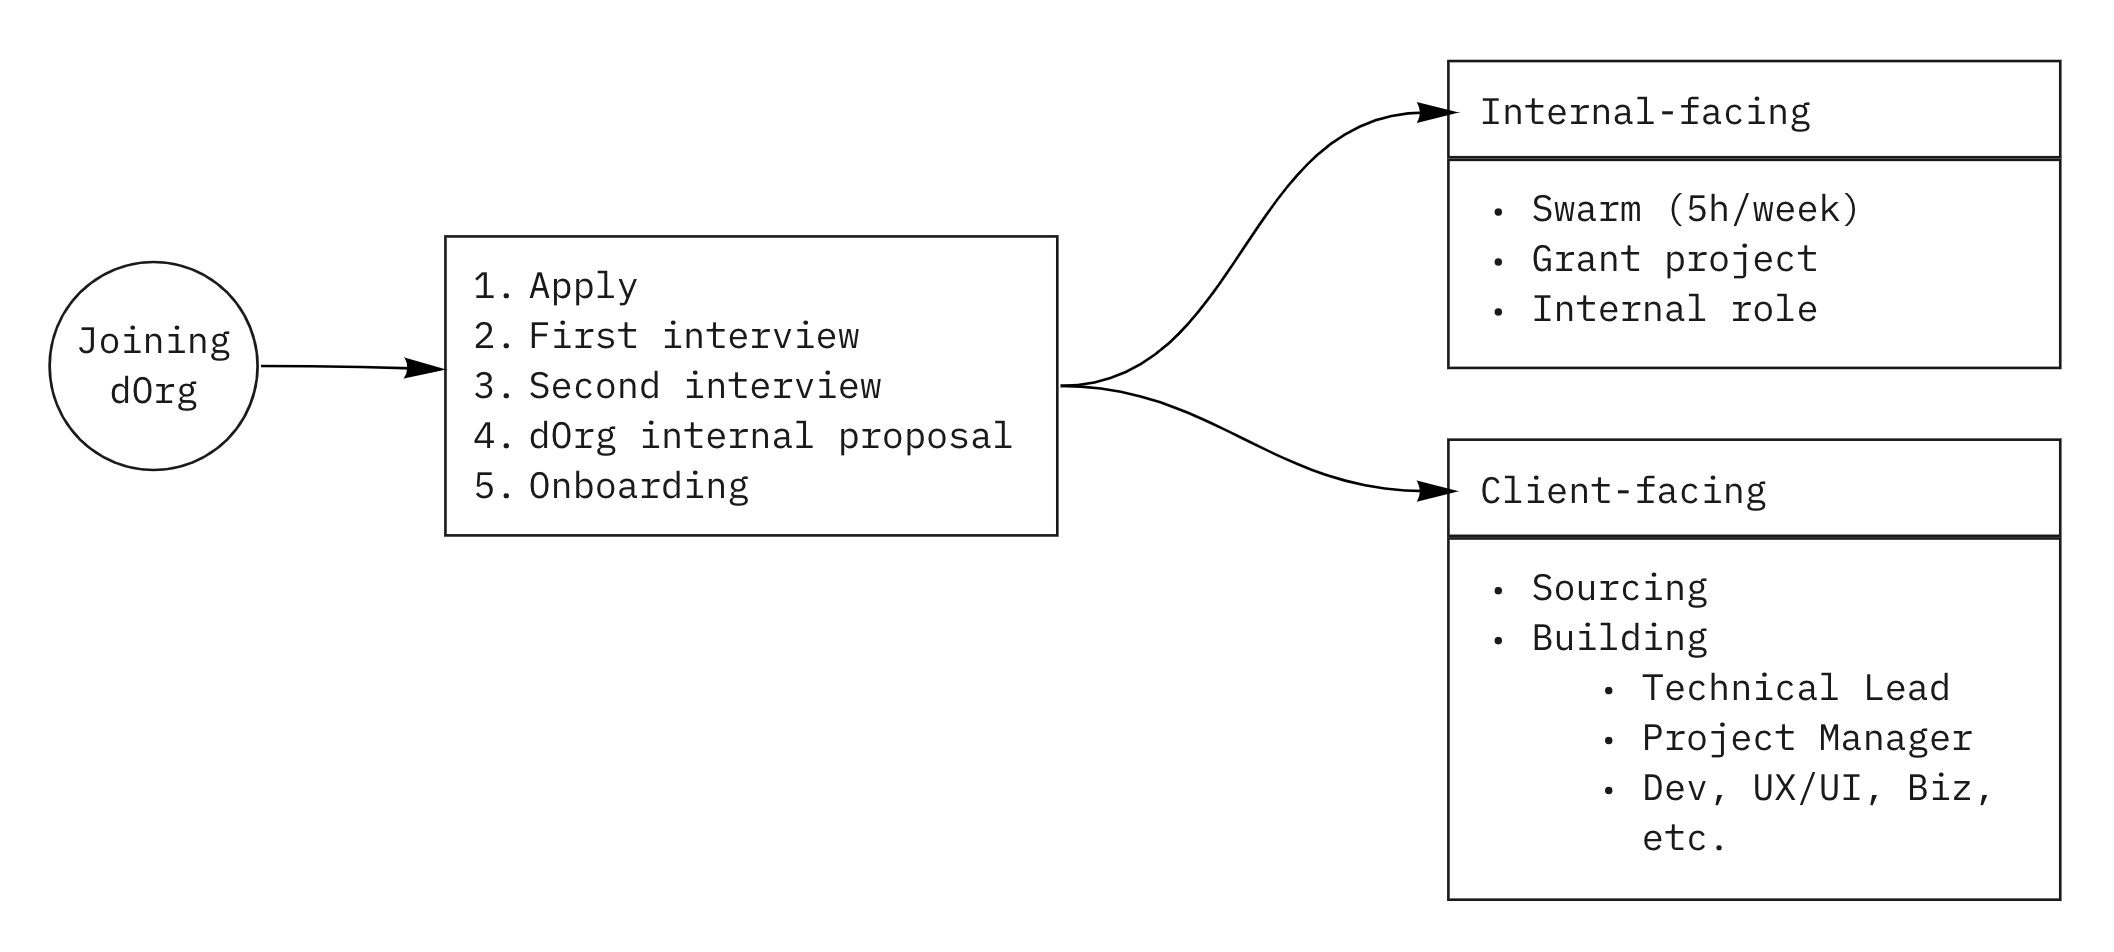 Joining
dOrg
1. Apply
2. First interview
3. Second interview
4. dOrg internal proposal
5. Onboarding
Internal-facing
• Swarm (5h/week)
• Grant project
• Internal role
Client-facing
• Sourcing
• Building
• Technical Lead
• Project Manager
• Dev, UX/UI, Biz,
etc.